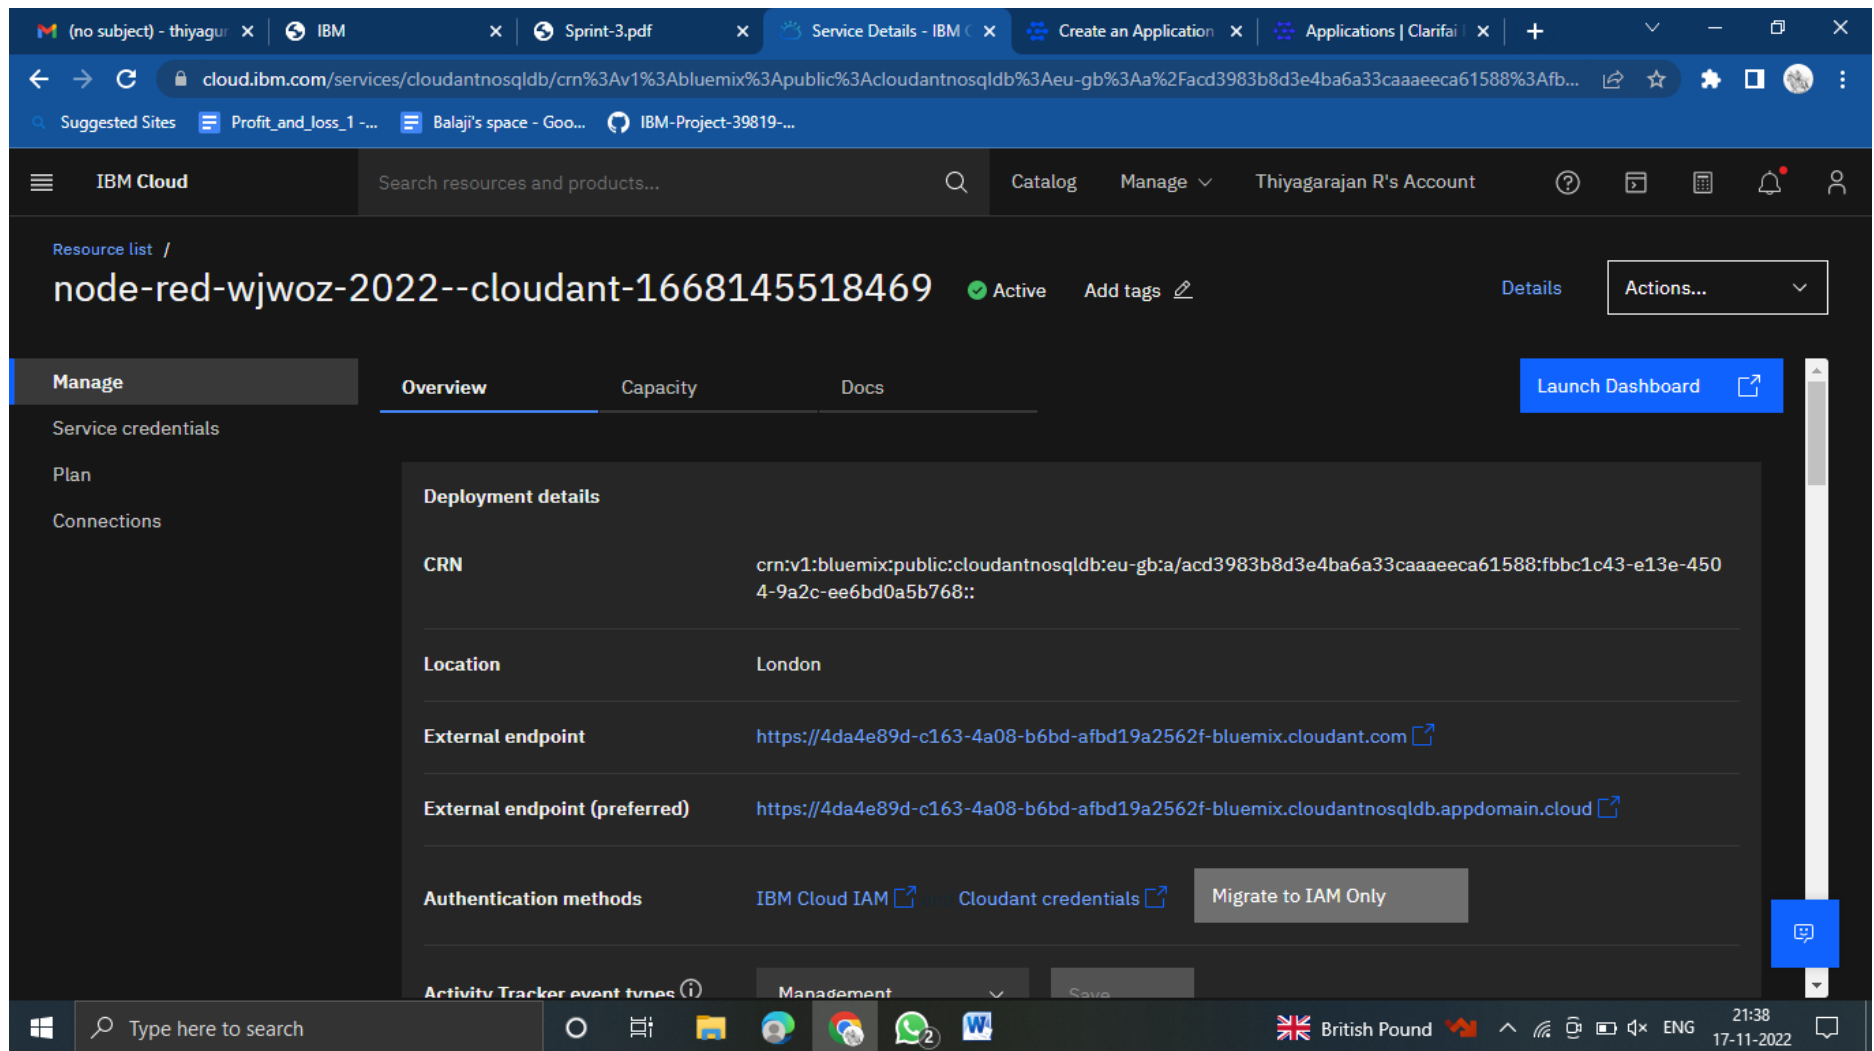 (no subject) - thiyagur
IBM
Sprint-3.pdf
Service Details - IBM C
Create an Application
Applications | Clarifai
cloud.ibm.com/services/cloudantnosqldb/crn%3Av1%3Abluemix%3Apublic%3Acloudantnosqldb%3Aeu-gb%3Aa%2Facd3983b8d3e4ba6a33caaaeeca61588%3Afb...
Suggested Sites
Profit_and_loss_1 -...
Balaji's space - Goo...
IBM-Project-39819-...
IBM Cloud
Search resources and products...
Catalog
Manage
Thiyagarajan R's Account
Resource list /
node-red-wjwoz-2022--cloudant-1668145518469
Active
Add tags
Details
Actions...
Manage
Service credentials
Plan
Connections
Overview
Capacity
Docs
Launch Dashboard
Deployment details
CRN
crn:v1:bluemix:public:cloudantnosqldb:eu-gb:a/acd3983b8d3e4ba6a33caaaeeca61588:fbbc1c43-e13e-450
4-9a2c-ee6bd0a5b768::
Location
London
External endpoint
https://4da4e89d-c163-4a08-b6bd-afbd19a2562f-bluemix.cloudant.com
External endpoint (preferred)
https://4da4e89d-c163-4a08-b6bd-afbd19a2562f-bluemix.cloudantnosqldb.appdomain.cloud
Authentication methods
IBM Cloud IAM
Cloudant credentials
Migrate to IAM Only
Activity Tracker event types
Management
Save
Type here to search
2
W
British Pound
ENG
21:38
17-11-2022